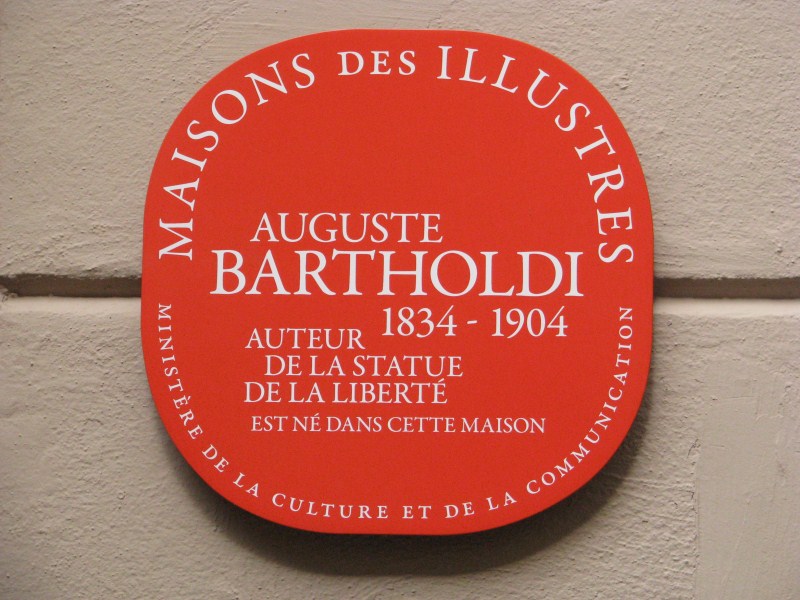 MAISONS DES ILLUSTRES
AUGUSTE
BARTHOLDI
1834 - 1904
AUTEUR
DE LA STATUE
DE LA LIBERTÉ
EST NÉ DANS CETTE MAISON
MINISTÈRE DE LA CULTURE ET DE LA COMMUNICATION